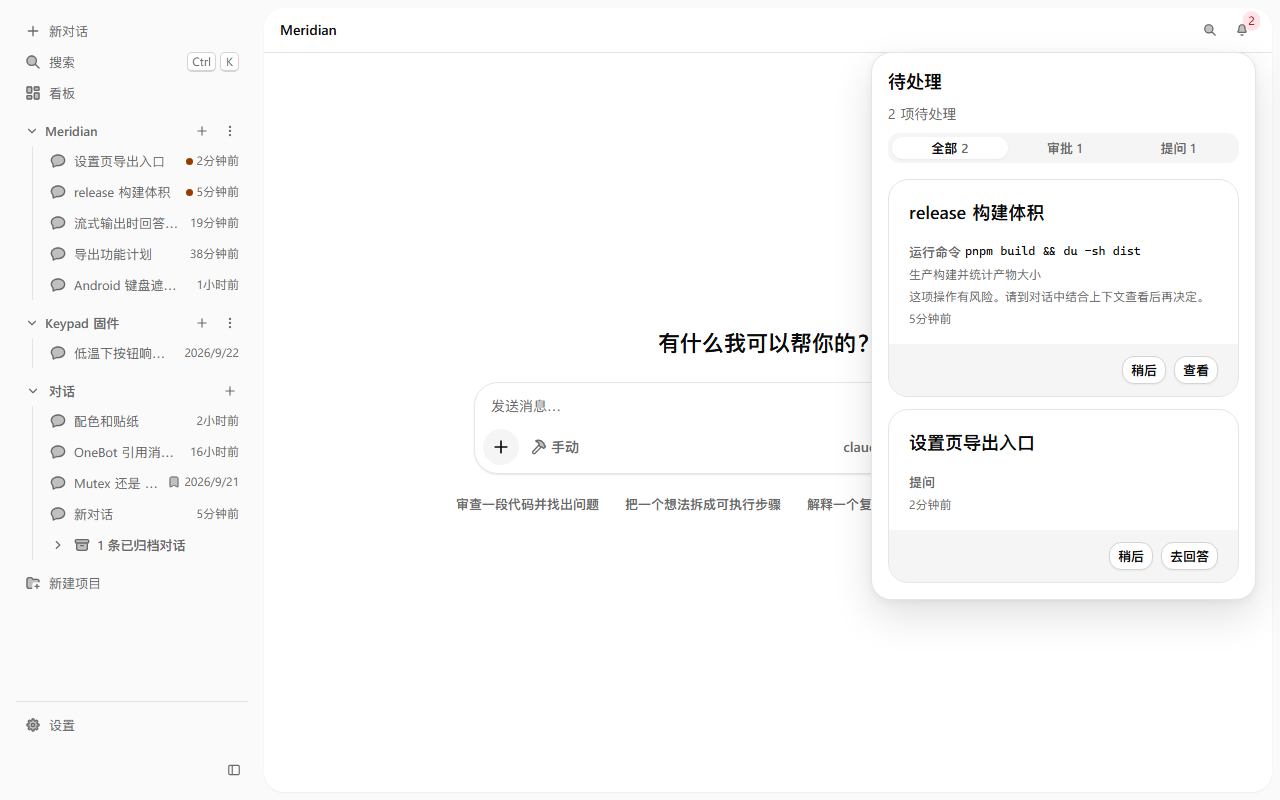 新对话
搜索 Ctrl K
看板
Meridian
设置页导出入口 2分钟前
release 构建体积 5分钟前
流式输出时回答… 19分钟前
导出功能计划 38分钟前
Android 键盘遮… 1小时前
Keypad 固件
低温下按钮响… 2026/9/22
对话
配色和贴纸 2小时前
OneBot 引用消… 16小时前
Mutex 还是 … 2026/9/21
新对话 5分钟前
1 条已归档对话
新建项目
设置
Meridian
2
有什么我可以帮你的？
发送消息…
手动 clau
审查一段代码并找出问题 把一个想法拆成可执行步骤 解释一个复
待处理
2 项待处理
全部 2 审批 1 提问 1
release 构建体积
运行命令 pnpm build && du -sh dist
生产构建并统计产物大小
这项操作有风险。请到对话中结合上下文查看后再决定。
5分钟前
稍后 查看
设置页导出入口
提问
2分钟前
稍后 去回答